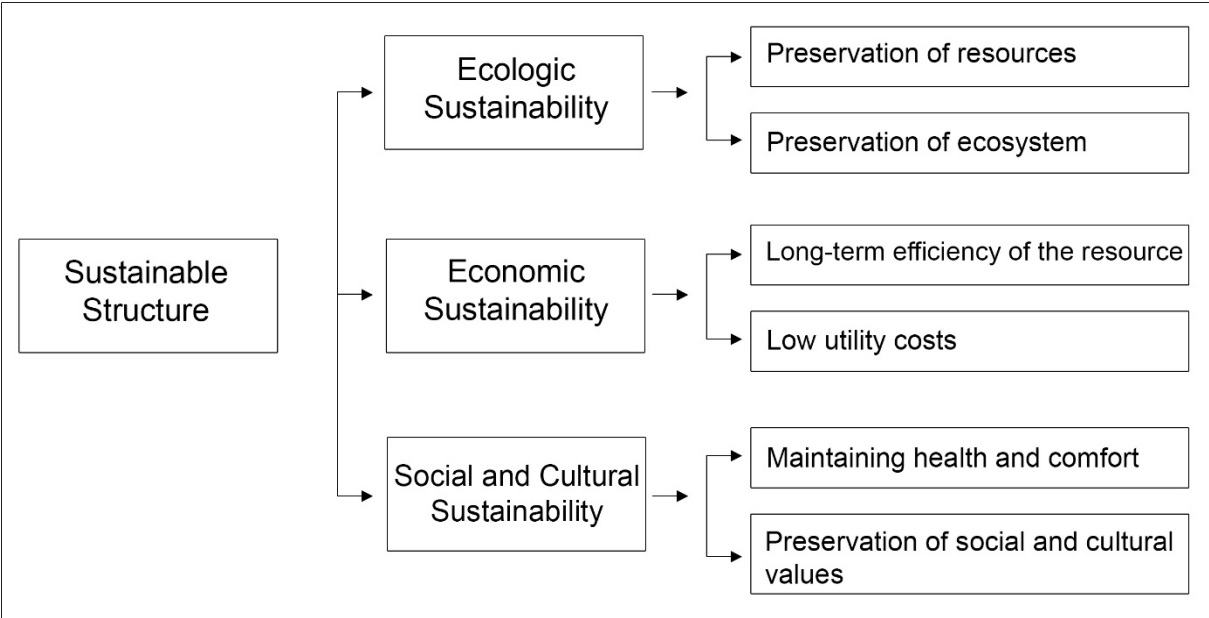 Sustainable
Structure
Ecologic
Sustainability
Preservation of resources
Preservation of ecosystem
Economic
Sustainability
Long-term efficiency of the resource
Low utility costs
Social and Cultural
Sustainability
Maintaining health and comfort
Preservation of social and cultural
values